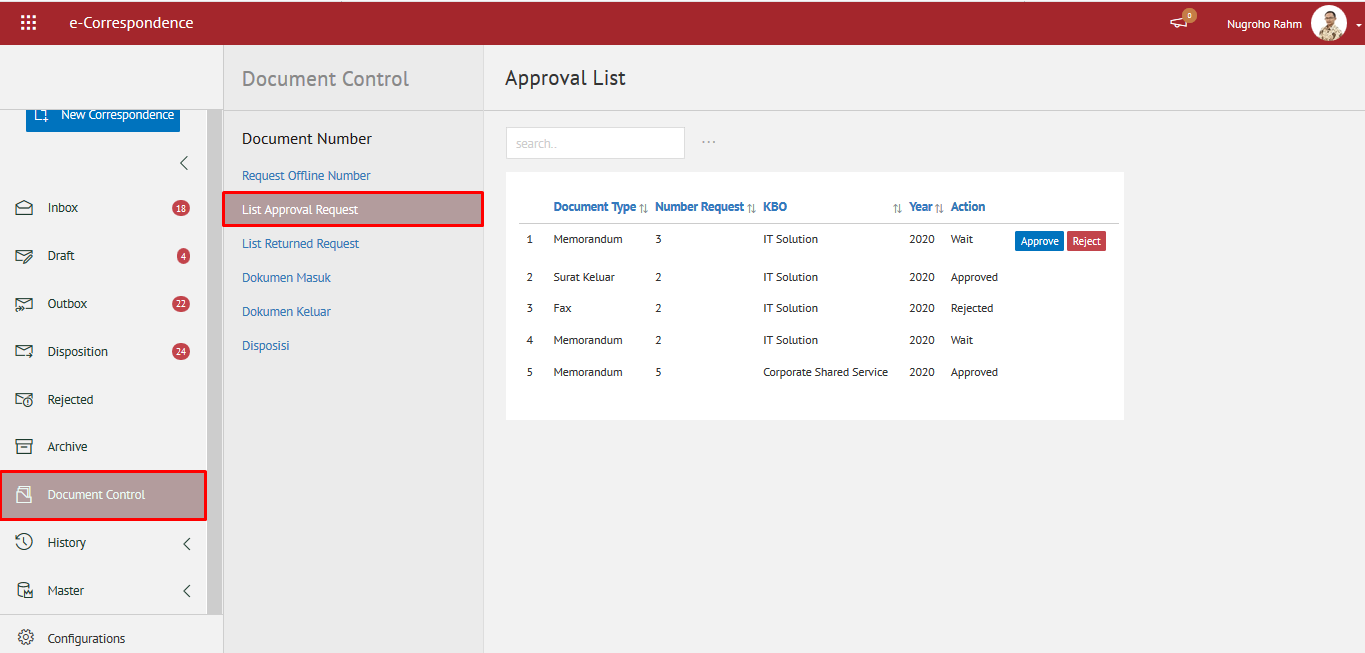 e-Correspondence
0
Nugroho Rahm
New Correspondence
Inbox 18
Draft 4
Outbox 22
Disposition 24
Rejected
Archive
Document Control
History
Master
Configurations
Document Control
Document Number
Request Offline Number
List Approval Request
List Returned Request
Dokumen Masuk
Dokumen Keluar
Disposisi
Approval List
search.. ...
Document Type Number Request KBO Year Action
1 Memorandum 3 IT Solution 2020 Wait Approve Reject
2 Surat Keluar 2 IT Solution 2020 Approved
3 Fax 2 IT Solution 2020 Rejected
4 Memorandum 2 IT Solution 2020 Wait
5 Memorandum 5 Corporate Shared Service 2020 Approved